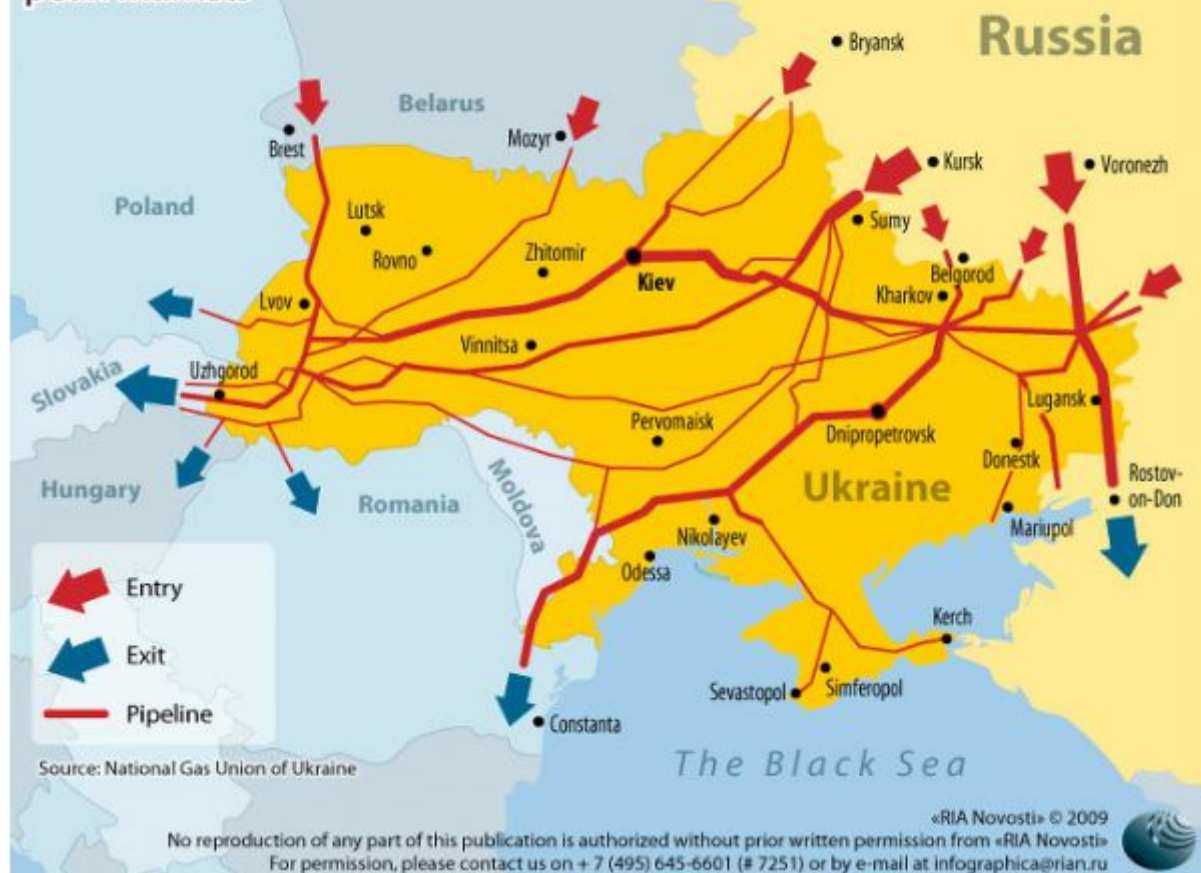 Russia
Bryansk
Belarus
Brest
Mozyr
Kursk
Voronezh
Poland
Lutsk
Sumy
Rovno
Zhitomir
Kiev
Belgorod
Lvov
Kharkov
Vinnitsa
Slovakia
Uzhgorod
Lugansk
Pervomaisk
Dnipropetrovsk
Donestk
Hungary
Romania
Moldova
Ukraine
Rostov-
on-Don
Mariupol
Nikolayev
Odessa
Entry
Kerch
Exit
Sevastopol
Simferopol
Pipeline
Constanta
Source: National Gas Union of Ukraine
The Black Sea
«RIA Novosti» © 2009
No reproduction of any part of this publication is authorized without prior written permission from «RIA Novosti»
For permission, please contact us on + 7 (495) 645-6601 (# 7251) or by e-mail at infographica@rian.ru